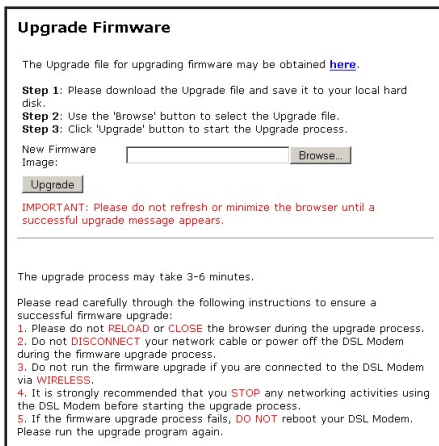 Upgrade Firmware
The Upgrade file for upgrading firmware may be obtained here.
Step 1: Please download the Upgrade file and save it to your local hard
disk.
Step 2: Use the 'Browse' button to select the Upgrade file.
Step 3: Click 'Upgrade' button to start the Upgrade process.
New Firmware
Image:
Browse...
Upgrade
IMPORTANT: Please do not refresh or minimize the browser until a
successful upgrade message appears.
The upgrade process may take 3-6 minutes.
Please read carefully through the following instructions to ensure a
successful firmware upgrade:
1. Please do not RELOAD or CLOSE the browser during the upgrade process.
2. Do not DISCONNECT your network cable or power off the DSL Modem
during the firmware upgrade process.
3. Do not run the firmware upgrade if you are connected to the DSL Modem
via WIRELESS.
4. It is strongly recommended that you STOP any networking activities using
the DSL Modem before starting the upgrade process.
5. If the firmware upgrade process fails, DO NOT reboot your DSL Modem.
Please run the upgrade program again.